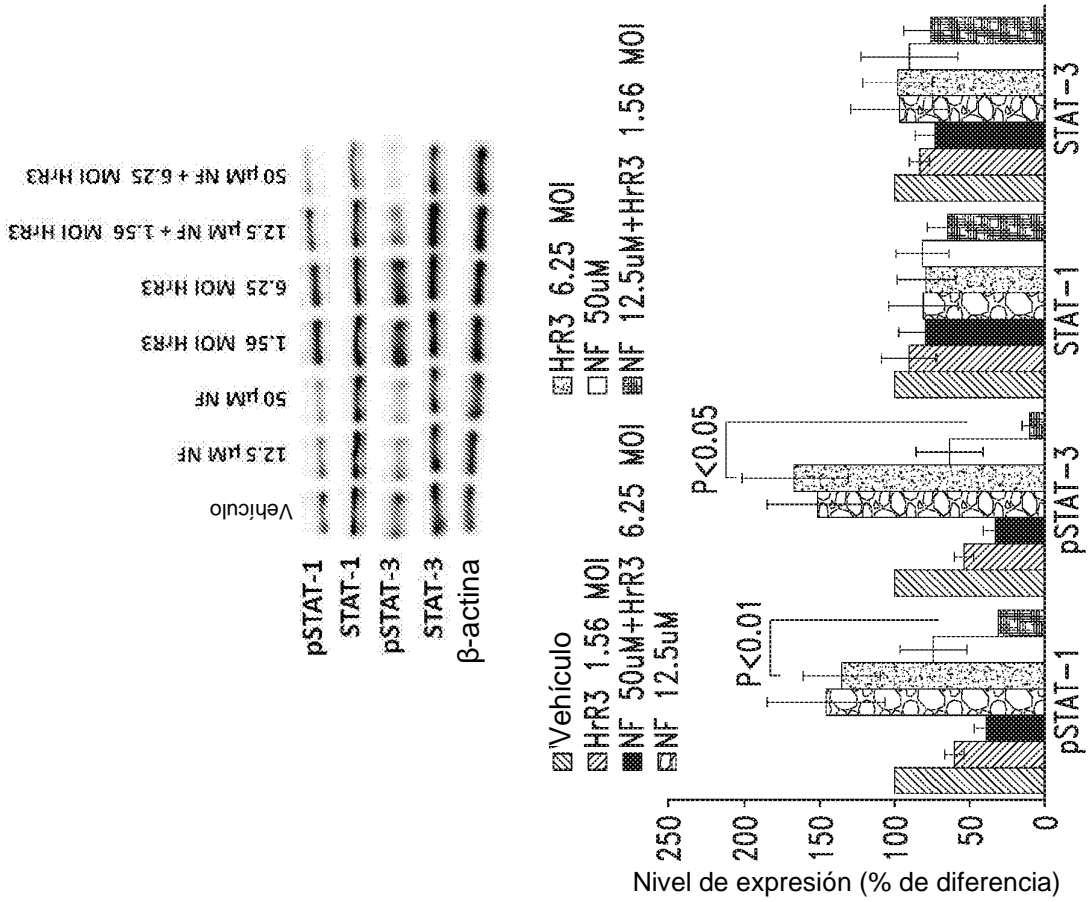 Vehículo
12.5 μM NF
50 μM NF
1.56 MOI HrR3
6.25 MOI HrR3
12.5 μM NF + 1.56 MOI HrR3
50 μM NF + 6.25 MOI HrR3
pSTAT-1
STAT-1
pSTAT-3
STAT-3
β-actina
Vehículo
HrR3 1.56 MOI
NF 50uM+HrR3 6.25 MOI
NF 12.5uM
HrR3 6.25 MOI
NF 50uM
NF 12.5uM+HrR3 1.56 MOI
Nivel de expresión (% de diferencia)
250
200
150
100
50
0
P<0.01
P<0.05
pSTAT-1
pSTAT-3
STAT-1
STAT-3